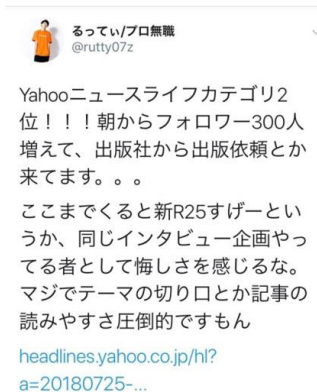 るってぃ/プロ無職
@rutty07z
Yahooニュースライフカテゴリ2
位！！！朝からフォロワー300人
増えて、出版社から出版依頼とか
来てます。。。
ここまでくると新R25すげーとい
うか、同じインタビュー企画やっ
てる者として悔しさを感じるな。
マジでテーマの切り口とか記事の
読みやすさ圧倒的ですもん
headlines.yahoo.co.jp/hl?
a=20180725-...